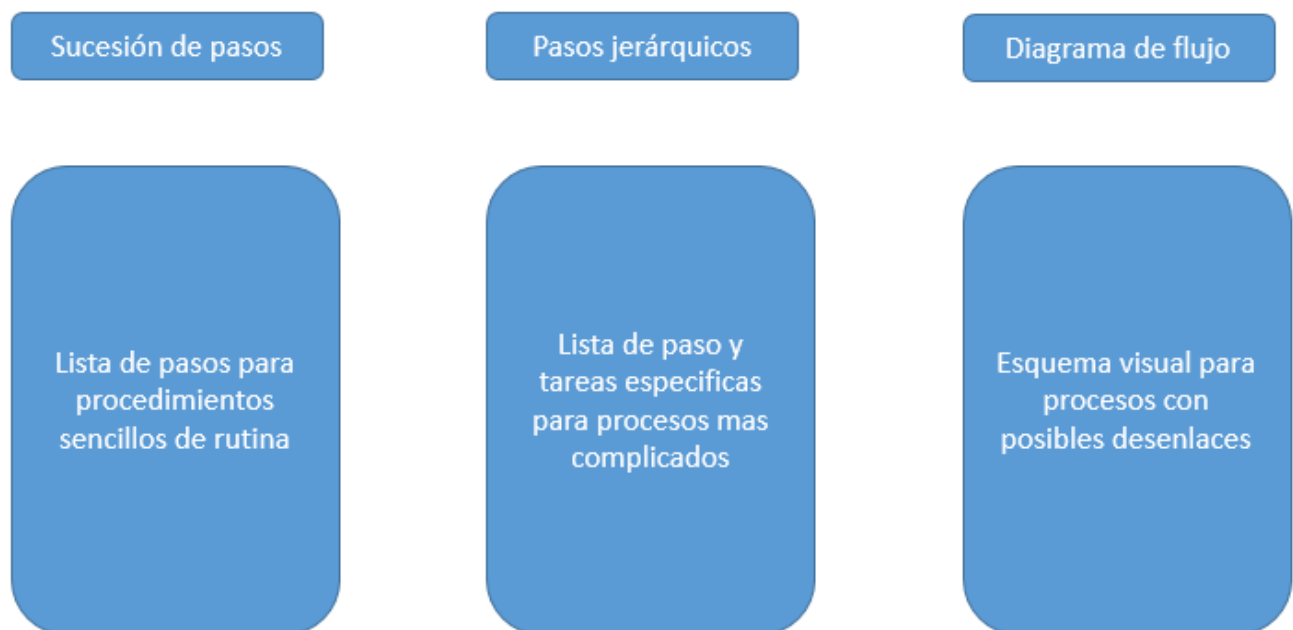 Sucesión de pasos
Pasos jerárquicos
Diagrama de flujo
Lista de pasos para
procedimientos
sencillos de rutina
Lista de paso y
tareas especificas
para procesos mas
complicados
Esquema visual para
procesos con
posibles desenlaces